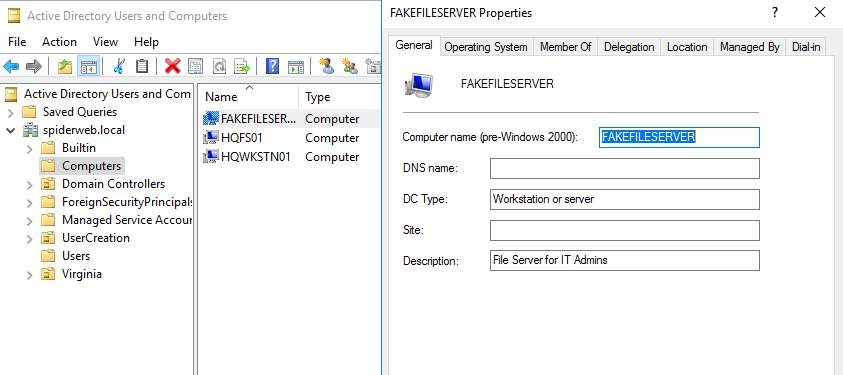 Active Directory Users and Computers
File Action View Help
Active Directory Users and Com
Saved Queries
spiderweb.local
Builtin
Computers
Domain Controllers
ForeignSecurityPrincipals
Managed Service Accour
UserCreation
Users
Virginia
Name Type
FAKEFILESER... Computer
HQFS01 Computer
HQWKSTN01 Computer
FAKEFILESERVER Properties ?
General Operating System Member Of Delegation Location Managed By Dial-in
FAKEFILESERVER
Computer name (pre-Windows 2000): FAKEFILESERVER
DNS name:
DC Type: Workstation or server
Site:
Description: File Server for IT Admins